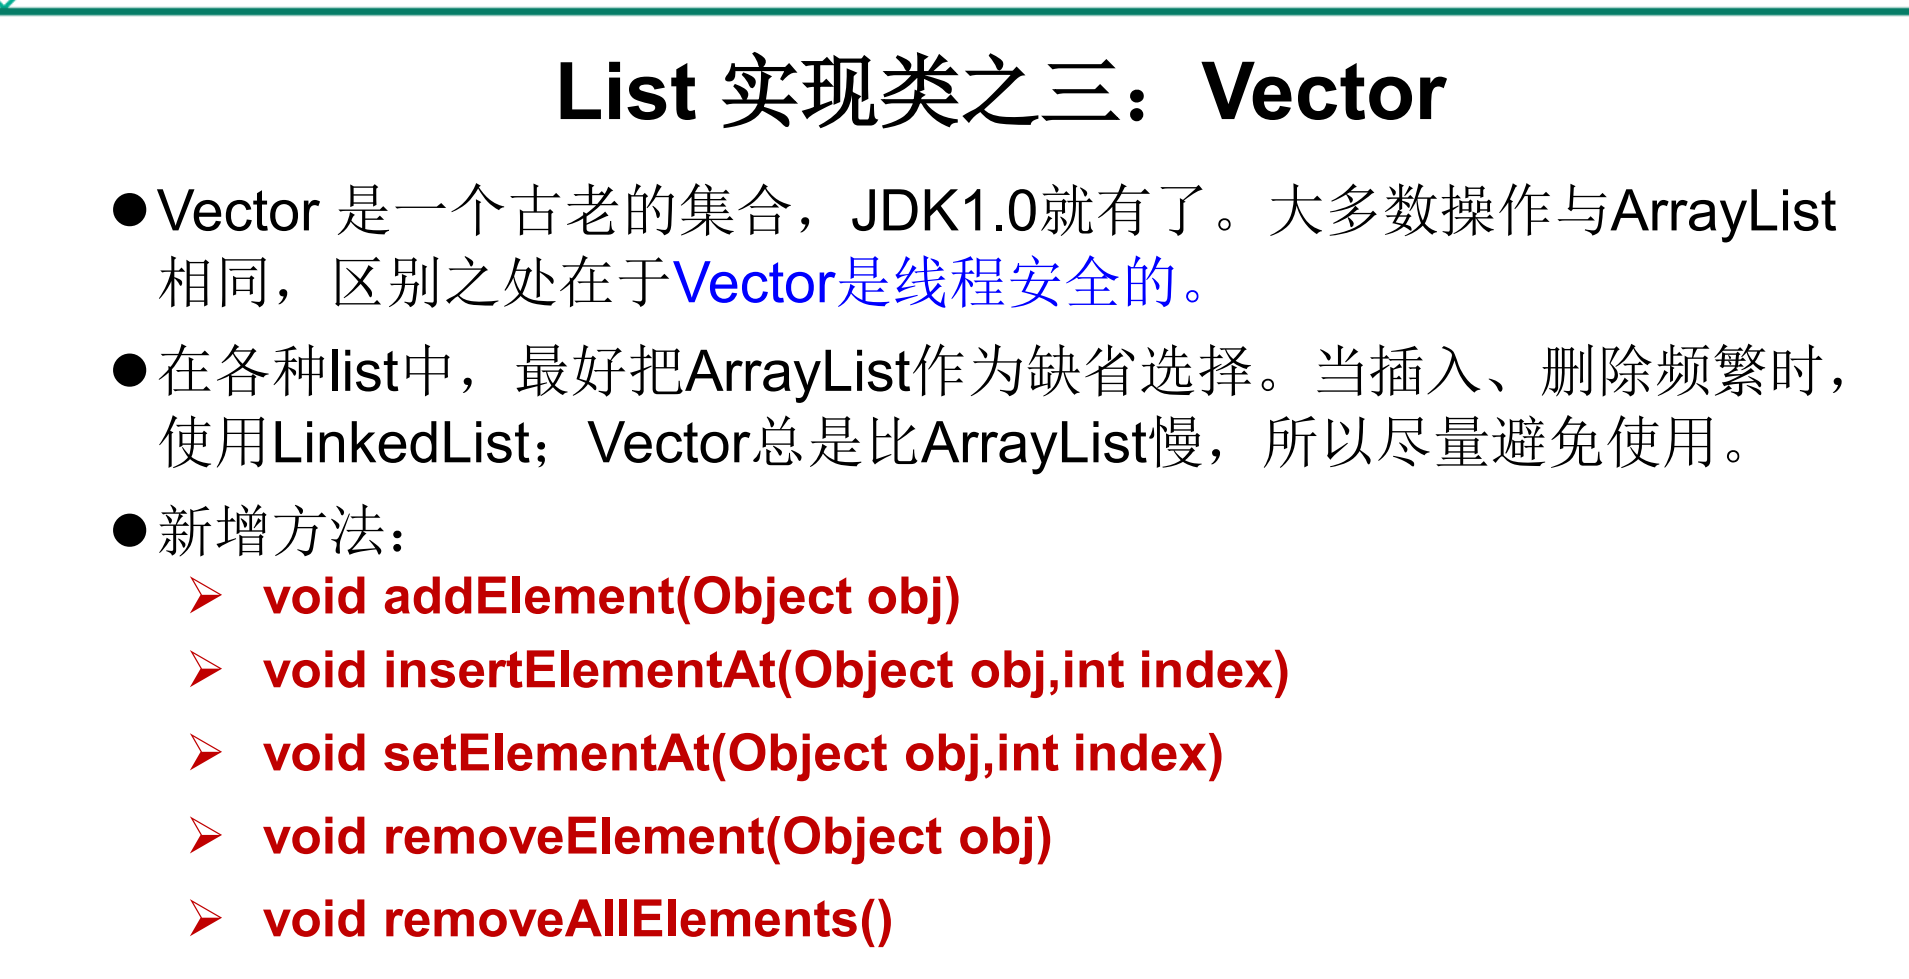 List 实现类之三：Vector
●Vector 是一个古老的集合，JDK1.0就有了。大多数操作与ArrayList
相同，区别之处在于Vector是线程安全的。
●在各种list中，最好把ArrayList作为缺省选择。当插入、删除频繁时，
使用LinkedList；Vector总是比ArrayList慢，所以尽量避免使用。
●新增方法：
➢ void addElement(Object obj)
➢ void insertElementAt(Object obj,int index)
➢ void setElementAt(Object obj,int index)
➢ void removeElement(Object obj)
➢ void removeAllElements()